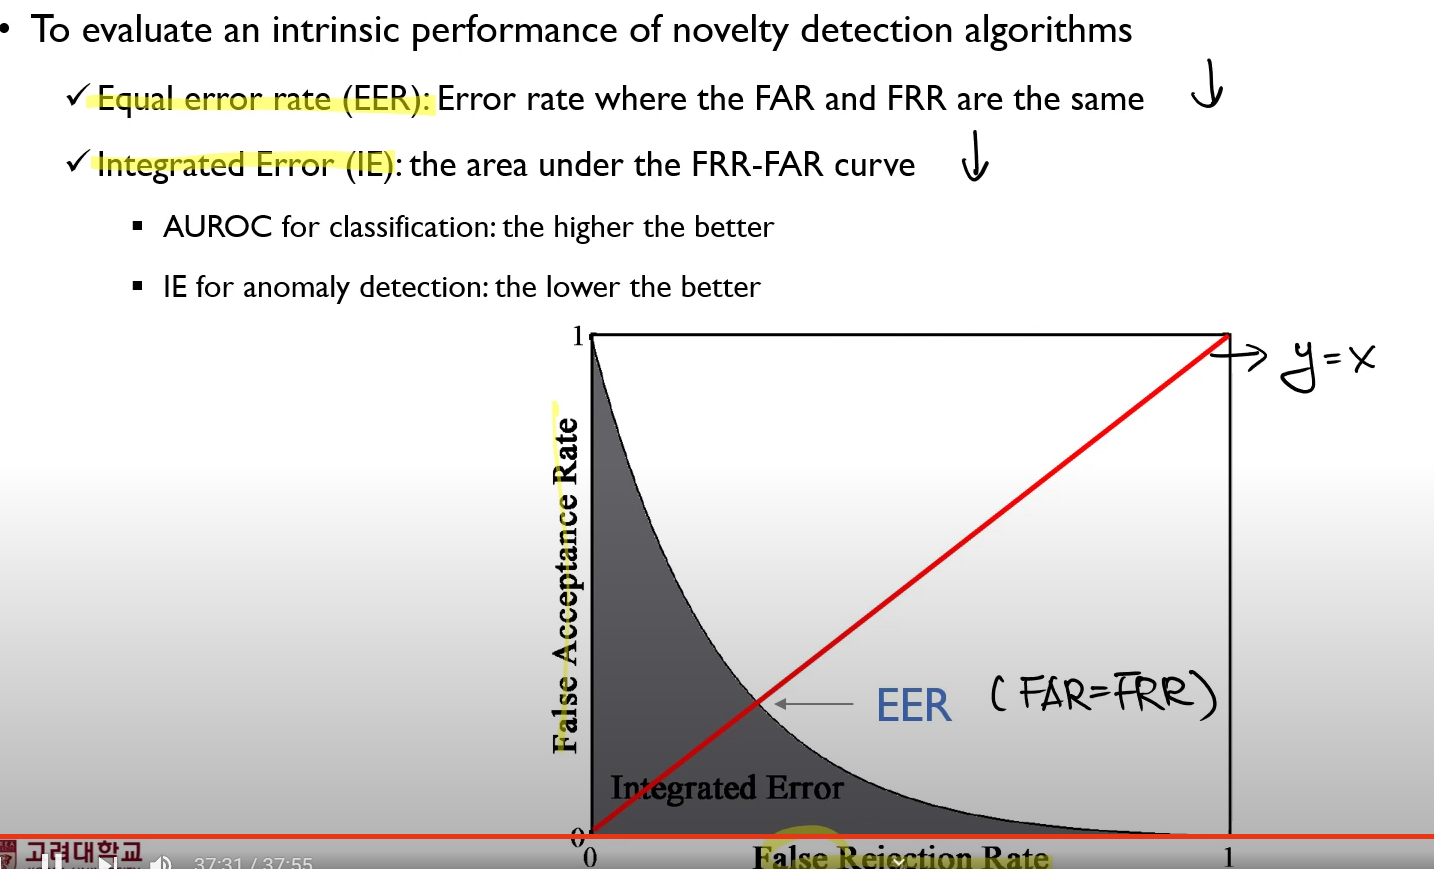 • To evaluate an intrinsic performance of novelty detection algorithms
✓ Equal error rate (EER): Error rate where the FAR and FRR are the same ↓
✓ Integrated Error (IE): the area under the FRR-FAR curve ↓
▪ AUROC for classification: the higher the better
▪ IE for anomaly detection: the lower the better
1
→ y=x
False Acceptance Rate
EER (FAR=FRR)
Integrated Error
0
0 False Rejection Rate 1
고려대학교
37:31 / 37:55